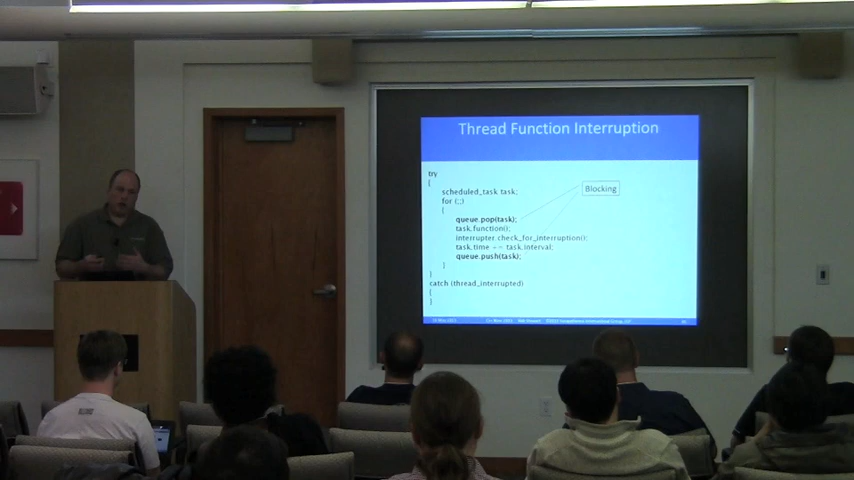 Thread Function Interruption
try
{
scheduled_task task;
for (;;)
{
queue.pop(task);
task.function();
interrupter.check_for_interruption();
task.time += task.interval;
queue.push(task);
}
}
catch (thread_interrupted)
{
}
Blocking